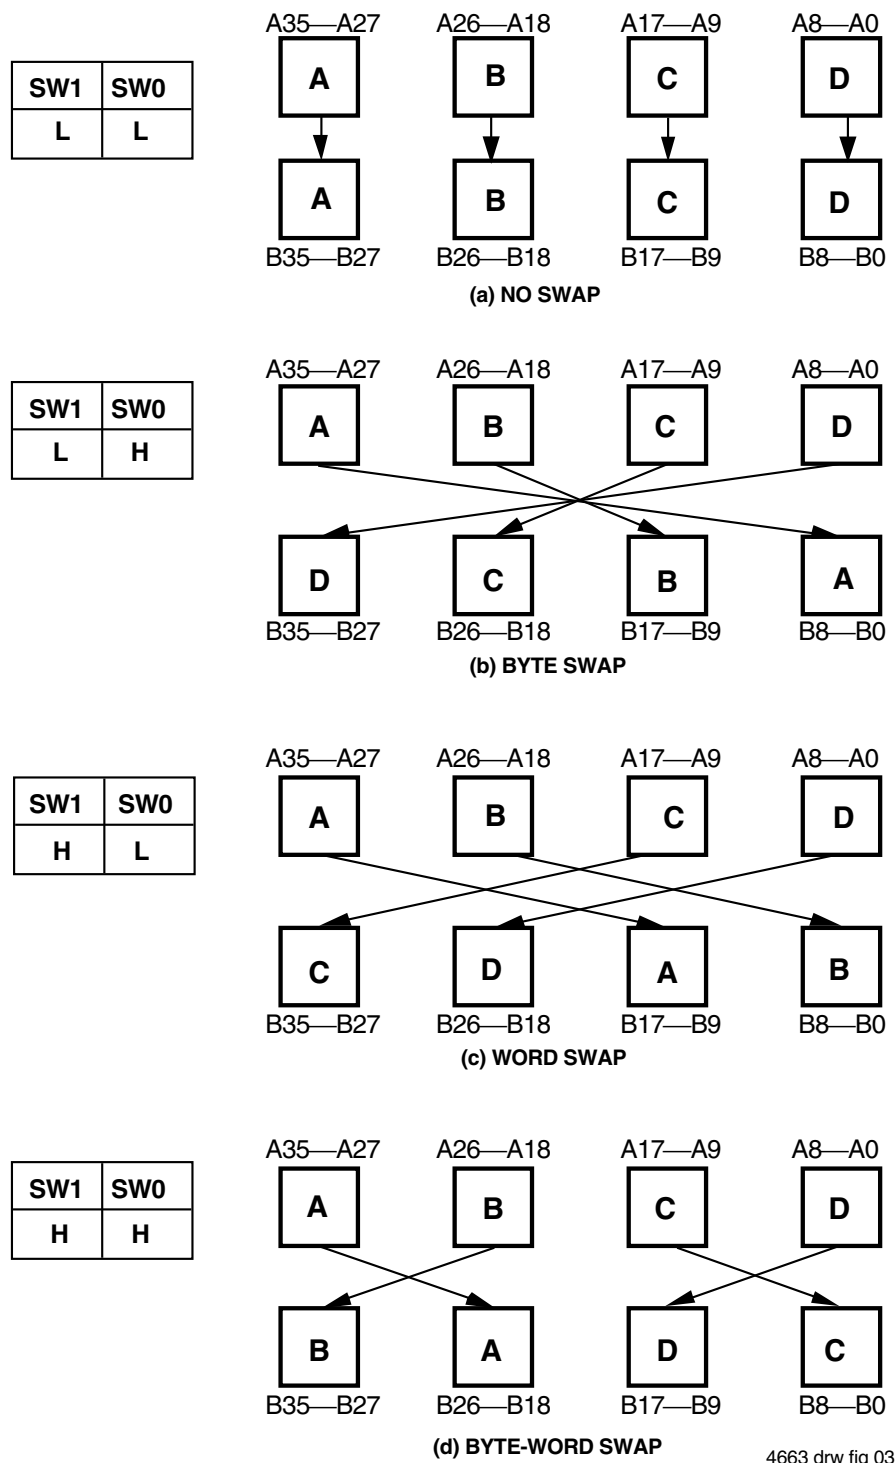 A35—A27 A26—A18 A17—A9 A8—A0
SW1 SW0
L L
A B C D
A B C D
B35—B27 B26—B18 B17—B9 B8—B0
(a) NO SWAP
A35—A27 A26—A18 A17—A9 A8—A0
SW1 SW0
L H
A B C D
D C B A
B35—B27 B26—B18 B17—B9 B8—B0
(b) BYTE SWAP
A35—A27 A26—A18 A17—A9 A8—A0
SW1 SW0
H L
A B C D
C D A B
B35—B27 B26—B18 B17—B9 B8—B0
(c) WORD SWAP
A35—A27 A26—A18 A17—A9 A8—A0
SW1 SW0
H H
A B C D
B A D C
B35—B27 B26—B18 B17—B9 B8—B0
(d) BYTE-WORD SWAP
4663 drw fig 03